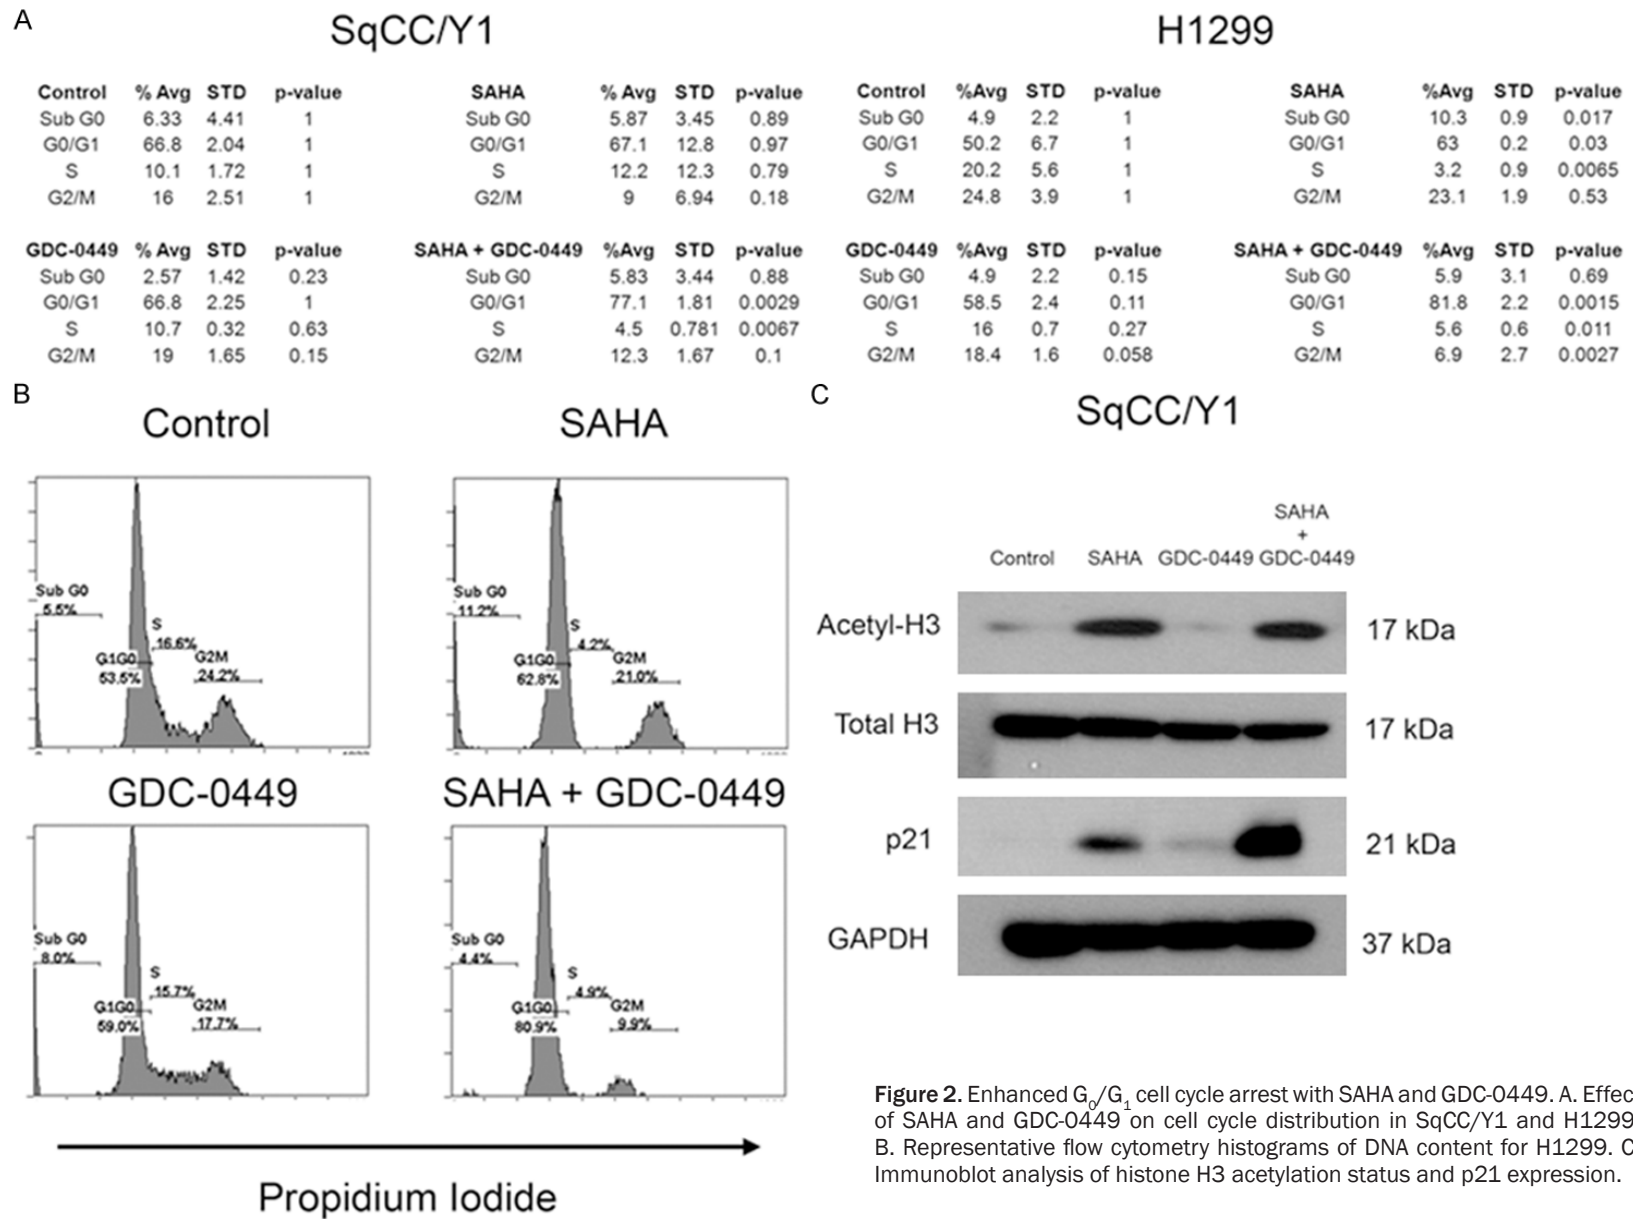 A
SqCC/Y1
H1299
Control % Avg STD p-value
Sub G0 6.33 4.41 1
G0/G1 66.8 2.04 1
S 10.1 1.72 1
G2/M 16 2.51 1
SAHA % Avg STD p-value
Sub G0 5.87 3.45 0.89
G0/G1 67.1 12.8 0.97
S 12.2 12.3 0.79
G2/M 9 6.94 0.18
Control %Avg STD p-value
Sub G0 4.9 2.2 1
G0/G1 50.2 6.7 1
S 20.2 5.6 1
G2/M 24.8 3.9 1
SAHA %Avg STD p-value
Sub G0 10.3 0.9 0.017
G0/G1 63 0.2 0.03
S 3.2 0.9 0.0065
G2/M 23.1 1.9 0.53
GDC-0449 % Avg STD p-value
Sub G0 2.57 1.42 0.23
G0/G1 66.8 2.25 1
S 10.7 0.32 0.63
G2/M 19 1.65 0.15
SAHA + GDC-0449 %Avg STD p-value
Sub G0 5.83 3.44 0.88
G0/G1 77.1 1.81 0.0029
S 4.5 0.781 0.0067
G2/M 12.3 1.67 0.1
GDC-0449 %Avg STD p-value
Sub G0 4.9 2.2 0.15
G0/G1 58.5 2.4 0.11
S 16 0.7 0.27
G2/M 18.4 1.6 0.058
SAHA + GDC-0449 %Avg STD p-value
Sub G0 5.9 3.1 0.69
G0/G1 81.8 2.2 0.0015
S 5.6 0.6 0.011
G2/M 6.9 2.7 0.0027
B
Control
Sub G0
5.5%
S
16.6%
G1G0
53.5%
G2M
24.2%
SAHA
Sub G0
11.2%
S
4.2%
G1G0
62.8%
G2M
21.0%
GDC-0449
Sub G0
8.0%
S
15.7%
G1G0
59.0%
G2M
17.7%
SAHA + GDC-0449
Sub G0
4.4%
S
4.9%
G1G0
80.9%
G2M
9.9%
Propidium Iodide
C
SqCC/Y1
SAHA
+
Control SAHA GDC-0449 GDC-0449
Acetyl-H3 17 kDa
Total H3 17 kDa
p21 21 kDa
GAPDH 37 kDa
Figure 2. Enhanced G0/G1 cell cycle arrest with SAHA and GDC-0449. A. Effec
of SAHA and GDC-0449 on cell cycle distribution in SqCC/Y1 and H1299
B. Representative flow cytometry histograms of DNA content for H1299. C
Immunoblot analysis of histone H3 acetylation status and p21 expression.